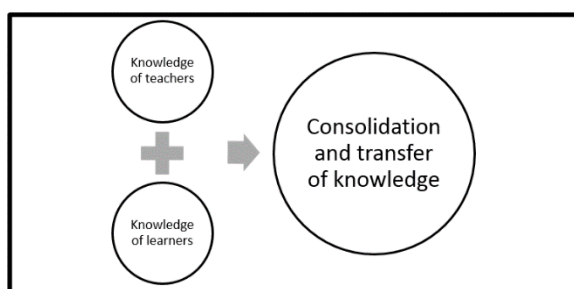 Knowledge
of teachers
Knowledge
of learners
Consolidation
and transfer
of knowledge